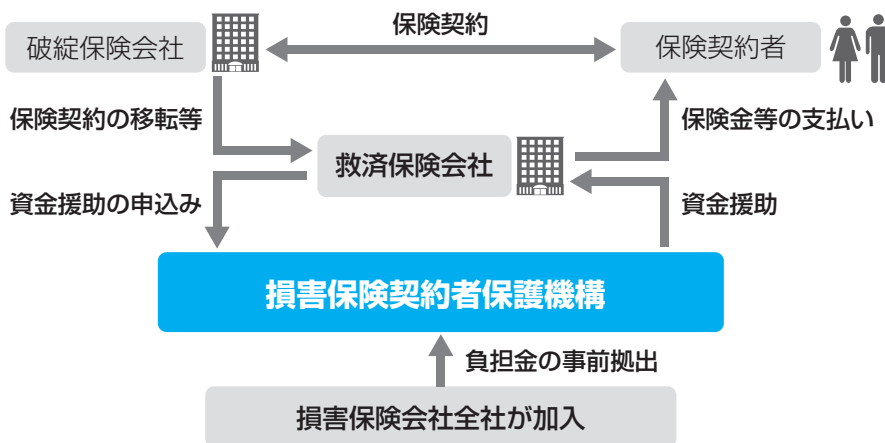 保険契約
破綻保険会社
保険契約者
保険契約の移転等
保険金等の支払い
救済保険会社
資金援助の申込み
資金援助
損害保険契約者保護機構
負担金の事前拠出
損害保険会社全社が加入